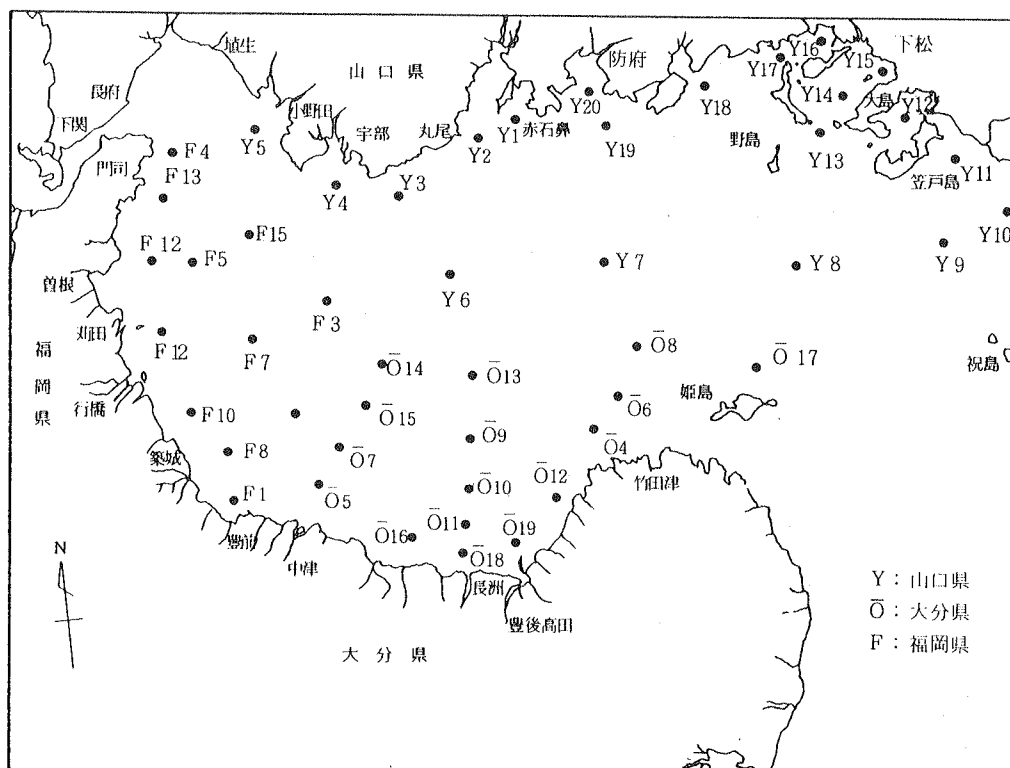 埴生
下松
Y16
山口県
防府
Y17
Y15
長府
Y14
大島
小野田
Y20
Y18
Y12
下関
宇部
丸尾
Y1
赤石鼻
野島
Y5
Y2
Y19
Y13
F4
門司
Y11
F13
Y4
Y3
笠戸島
Y10
F15
F12
F5
Y7
Y8
Y9
曽根
Y6
F3
苅田
福岡県
F12
F7
Ō8
Ō14
Ō13
Ō17
祝島
姫島
Ō6
行橋
F10
Ō15
Ō9
Ō4
F8
Ō7
築城
Ō12
竹田津
Ō10
F1
Ō5
Ō11
Ō19
豊前
Ō16
N
中津
Ō18
長洲
Y:山口県
豊後高田
Ō:大分県
大分県
F:福岡県